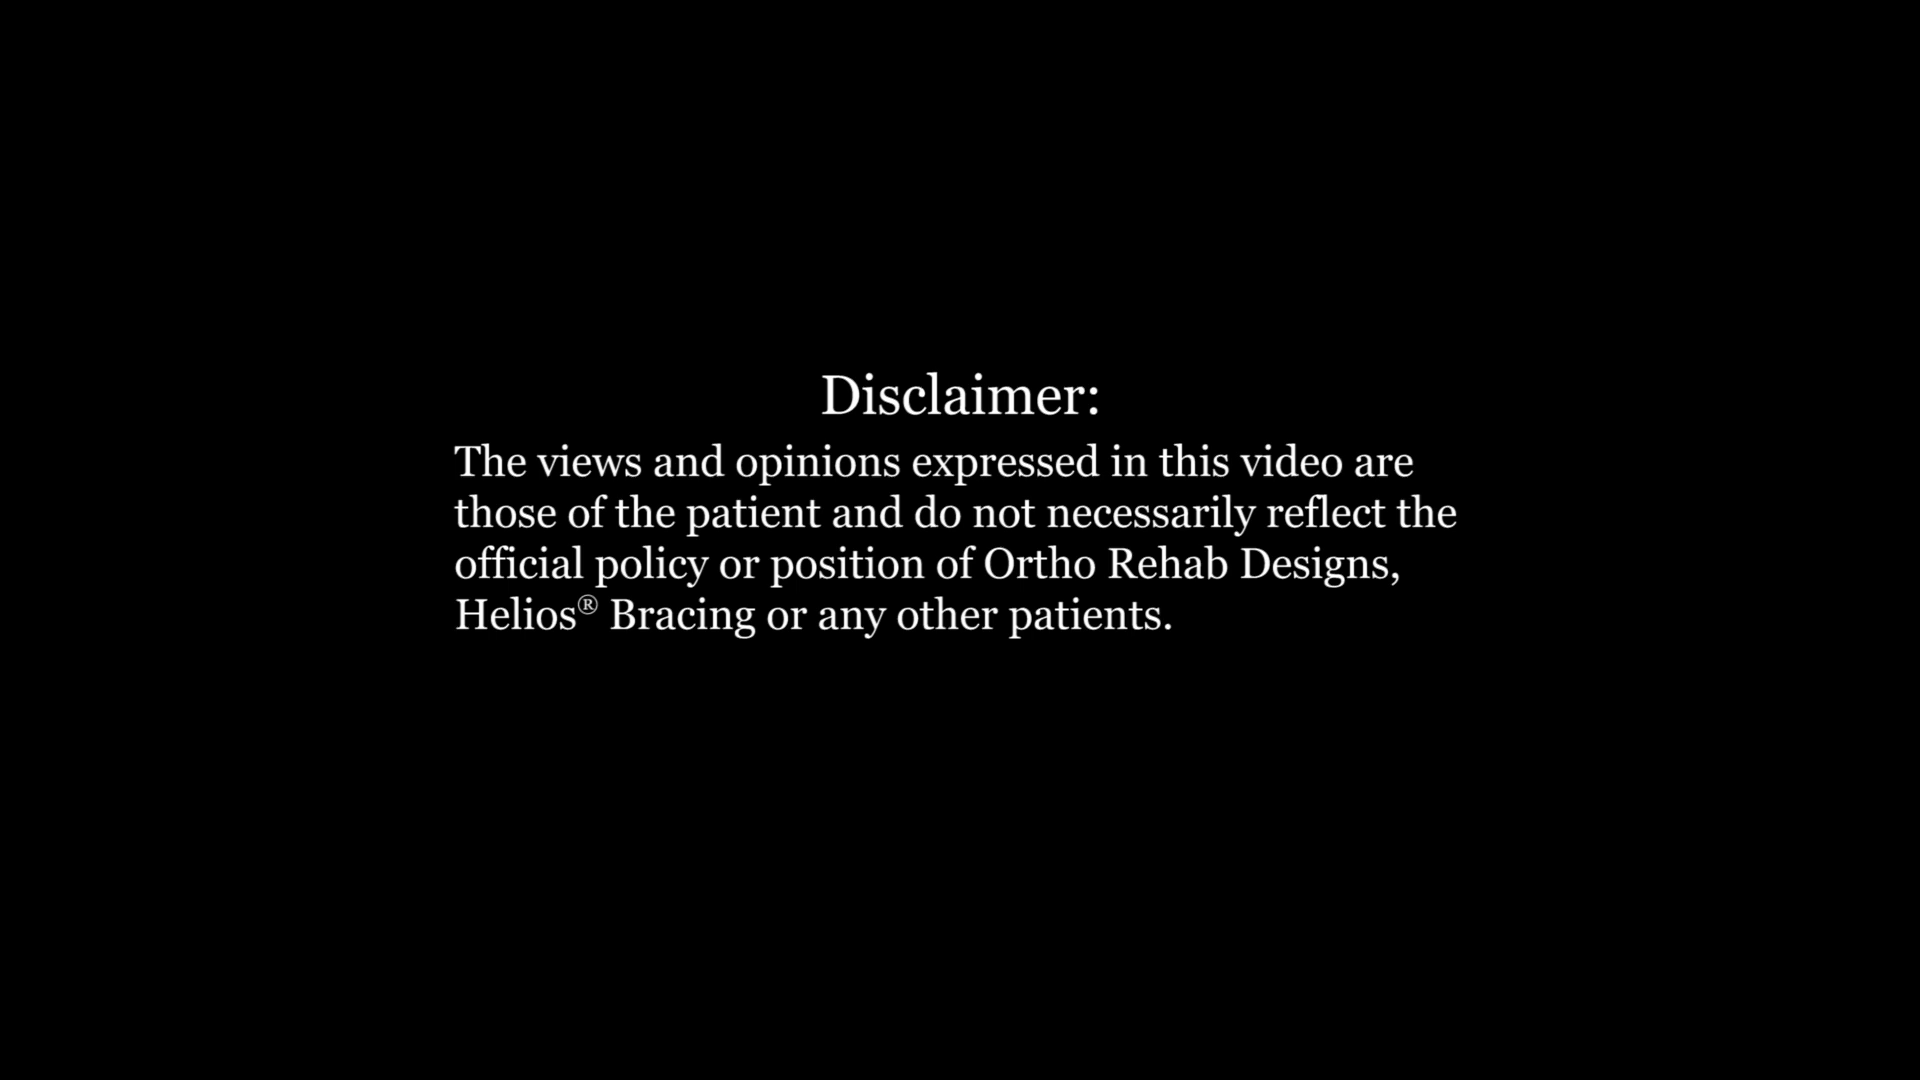 Disclaimer:
The views and opinions expressed in this video are
those of the patient and do not necessarily reflect the
official policy or position of Ortho Rehab Designs,
Helios® Bracing or any other patients.